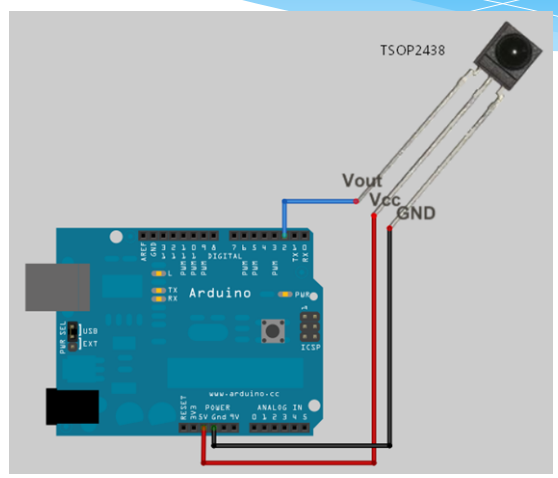 TSOP2438
Vout
Vcc
GND
AREF
GND
13
12
11
10
9
8
7
6
5
4
3
2
TX 1
RX 0
PWM
PWM
PWM
PWM
PWM
PWM
DIGITAL
L
TX
RX
Arduino
PWR
PWR SEL
USB
EXT
ICSP
1
www.arduino.cc
POWER
ANALOG IN
RESET
3V3
5V
Gnd
9V
0 1 2 3 4 5